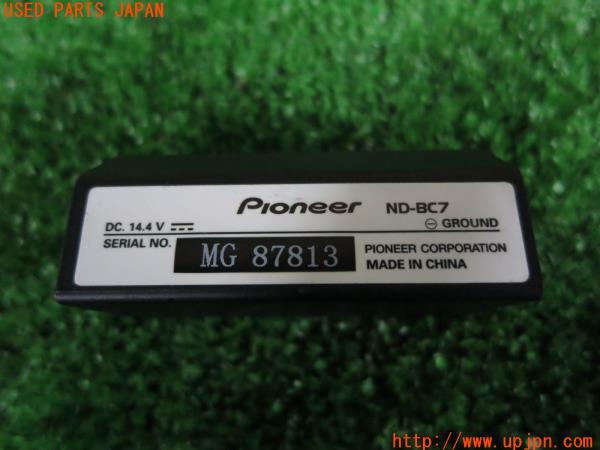 USED PARTS JAPAN
Pioneer ND-BC7
DC. 14.4 V ⎓ ⊖ GROUND
SERIAL NO. MG 87813 PIONEER CORPORATION
MADE IN CHINA
http://www.upjpn.com/